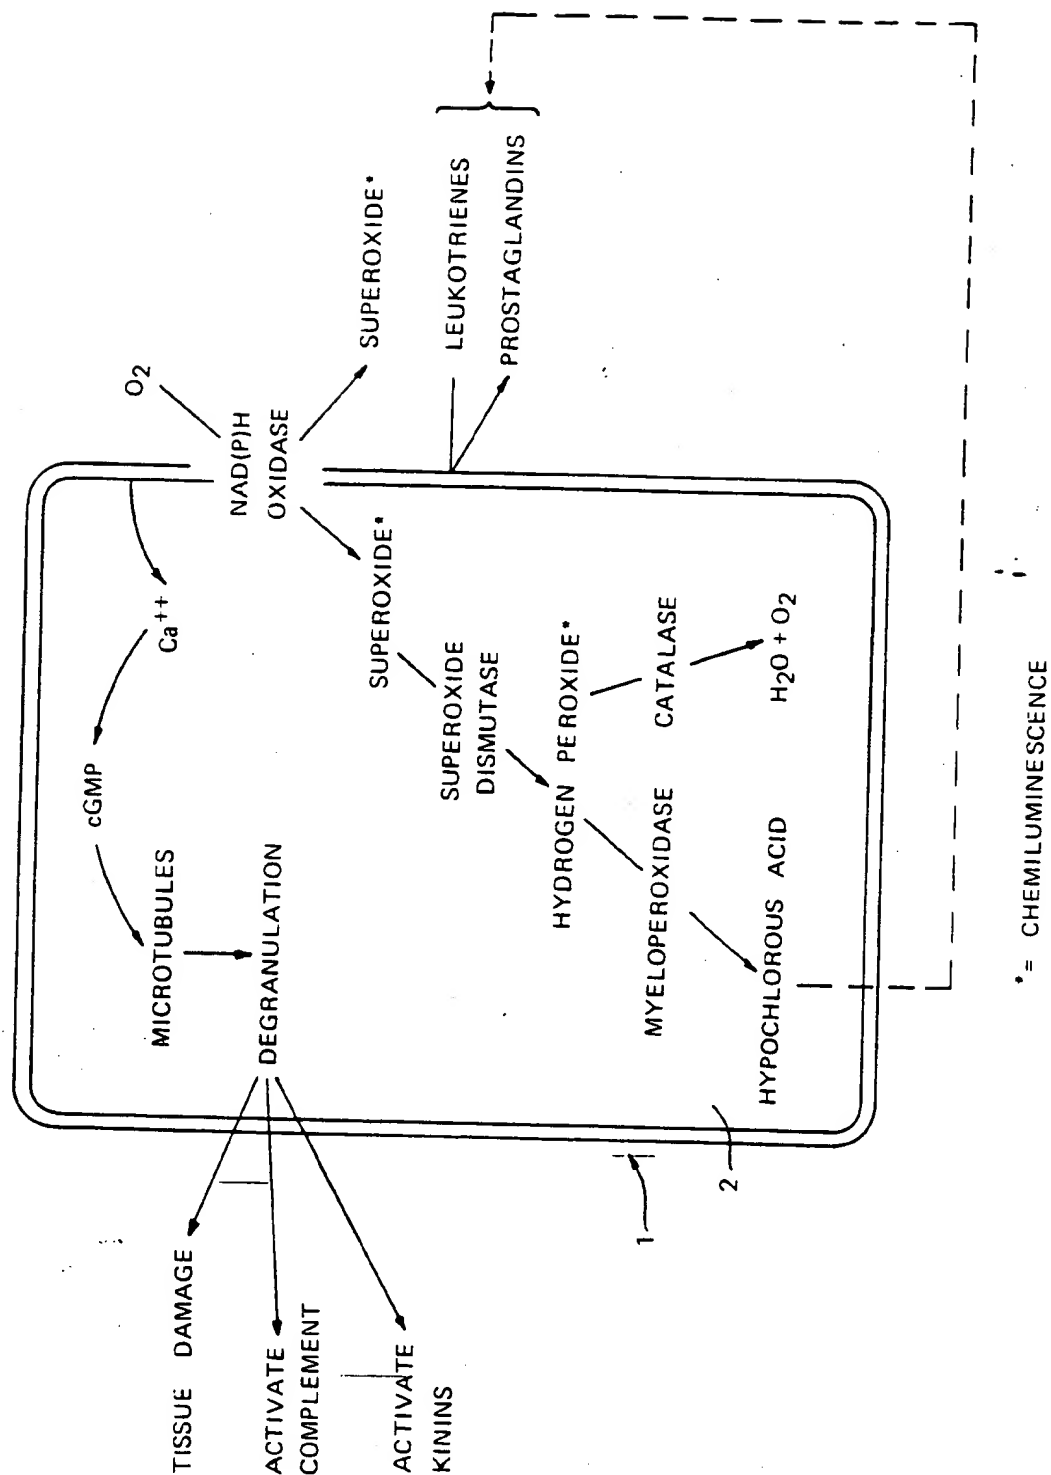 O2
NAD(P)H
OXIDASE
SUPEROXIDE*
LEUKOTRIENES
PROSTAGLANDINS
Ca++
cGMP
MICROTUBULES
DEGRANULATION
SUPEROXIDE*
SUPEROXIDE
DISMUTASE
HYDROGEN PEROXIDE*
MYELOPEROXIDASE
CATALASE
HYPOCHLOROUS ACID
H2O + O2
TISSUE DAMAGE
ACTIVATE
COMPLEMENT
ACTIVATE
KININS
1
2
* = CHEMILUMINESCENCE